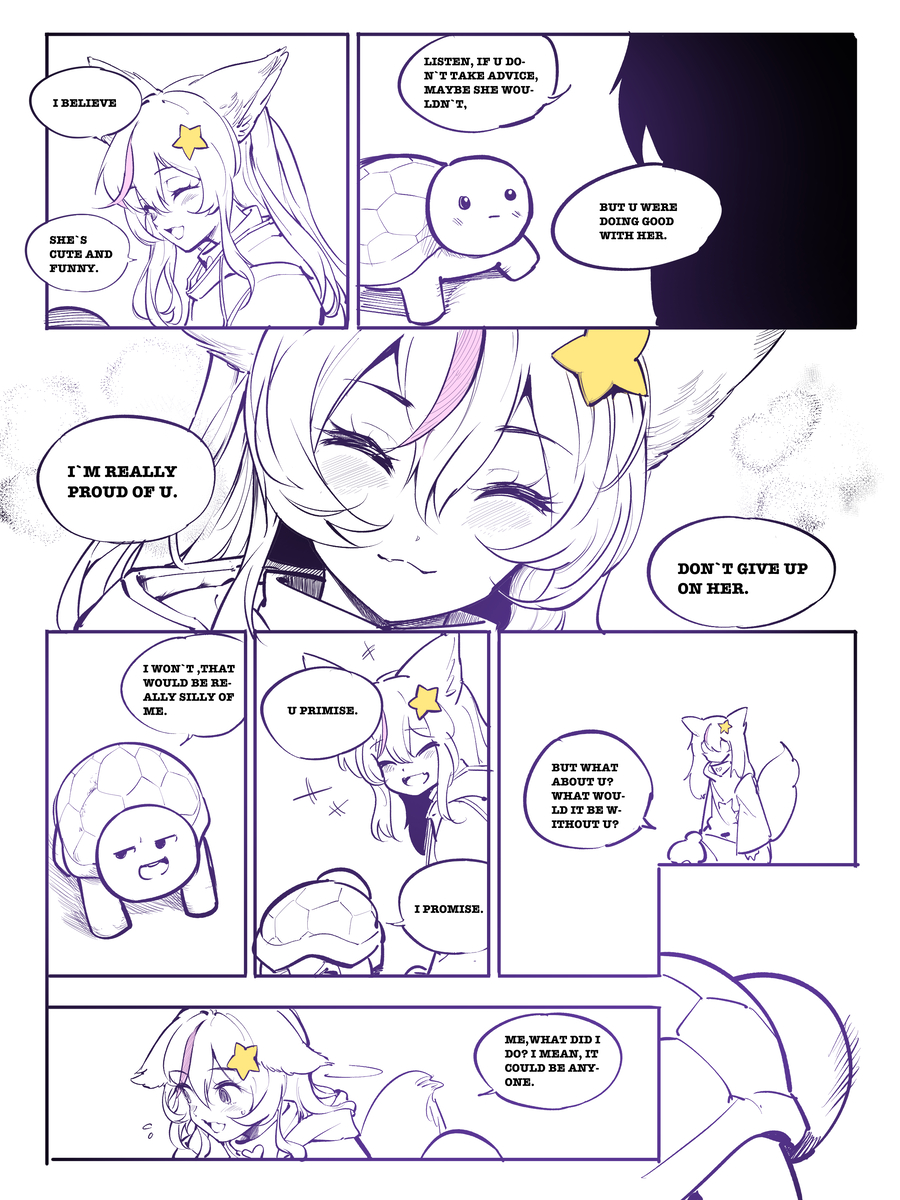 I BELIEVE
SHE`S
CUTE AND
FUNNY.
LISTEN, IF U DO-
N`T TAKE ADVICE,
MAYBE SHE WOU-
LDN`T,
BUT U WERE
DOING GOOD
WITH HER.
I`M REALLY
PROUD OF U.
DON`T GIVE UP
ON HER.
I WON`T ,THAT
WOULD BE RE-
ALLY SILLY OF
ME.
U PRIMISE.
I PROMISE.
BUT WHAT
ABOUT U?
WHAT WOU-
LD IT BE W-
ITHOUT U?
ME,WHAT DID I
DO? I MEAN, IT
COULD BE ANY-
ONE.